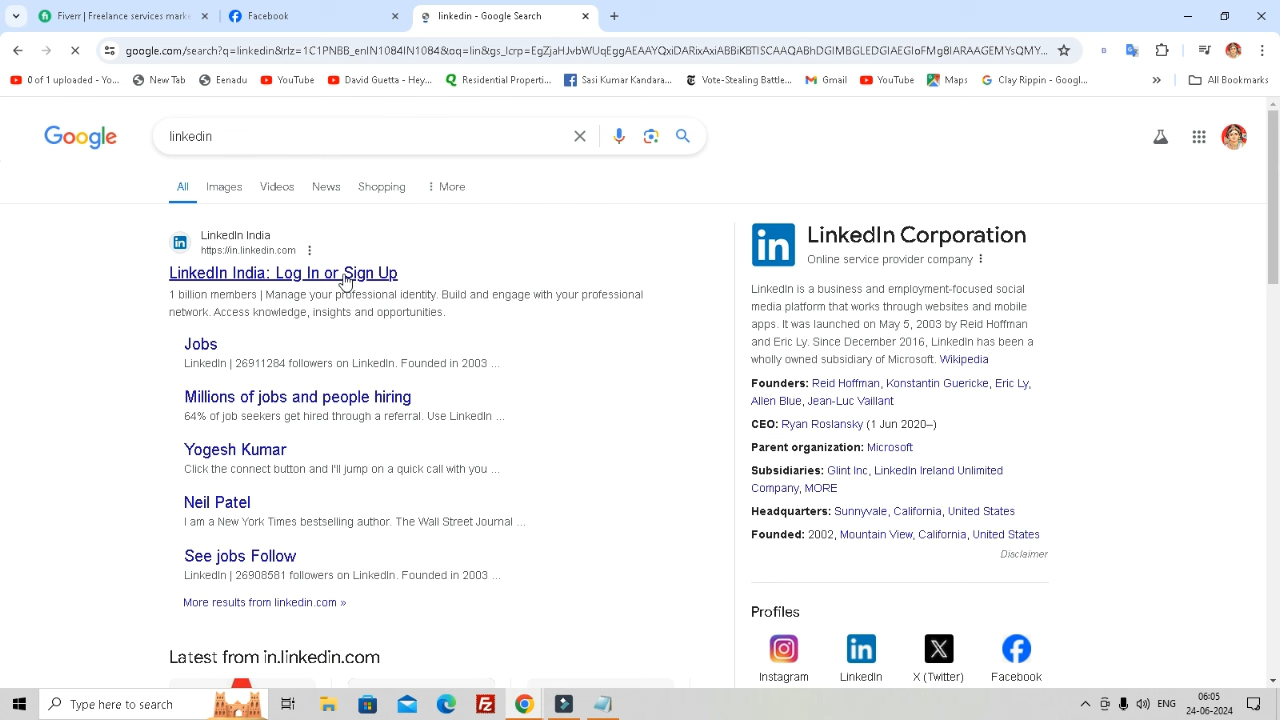 Fiverr | Freelance services mark
Facebook
linkedin - Google Search
google.com/search?q=linkedin&rlz=1C1PNBB_enIN1084IN1084&oq=lin&gs_lcrp=
0 of 1 uploaded - Yo...
New Tab
Eenadu
YouTube
David Guetta - Hey...
Residential Properti...
Sasi Kumar Kandara...
Vote-Stealing Battle...
Gmail
YouTube
Maps
Clay Rippin - Googl...
»
All Bookmarks
Google
linkedin
All
Images
Videos
News
Shopping
More
LinkedIn India
https://in.linkedin.com
LinkedIn India: Log In or Sign Up
1 billion members | Manage your professional identity. Build and engage with your professional
network. Access knowledge, insights and opportunities.
Jobs
LinkedIn | 26911284 followers on LinkedIn. Founded in 2003 ...
Millions of jobs and people hiring
64% of job seekers get hired through a referral. Use LinkedIn ...
Yogesh Kumar
Click the connect button and I'll jump on a quick call with you ...
Neil Patel
I am a New York Times bestselling author. The Wall Street Journal ...
See jobs Follow
LinkedIn | 26908581 followers on LinkedIn. Founded in 2003 ...
More results from linkedin.com »
Latest from in.linkedin.com
LinkedIn Corporation
Online service provider company
LinkedIn is a business and employment-focused social
media platform that works through websites and mobile
apps. It was launched on May 5, 2003 by Reid Hoffman
and Eric Ly. Since December 2016, LinkedIn has been a
wholly owned subsidiary of Microsoft. Wikipedia
Founders: Reid Hoffman, Konstantin Guericke, Eric Ly,
Allen Blue, Jean-Luc Vaillant
CEO: Ryan Roslansky (1 Jun 2020–)
Parent organization: Microsoft
Subsidiaries: Glint Inc, LinkedIn Ireland Unlimited
Company, MORE
Headquarters: Sunnyvale, California, United States
Founded: 2002, Mountain View, California, United States
Disclaimer
Profiles
Instagram
LinkedIn
X (Twitter)
Facebook
Type here to search
ENG
06:05
24-06-2024